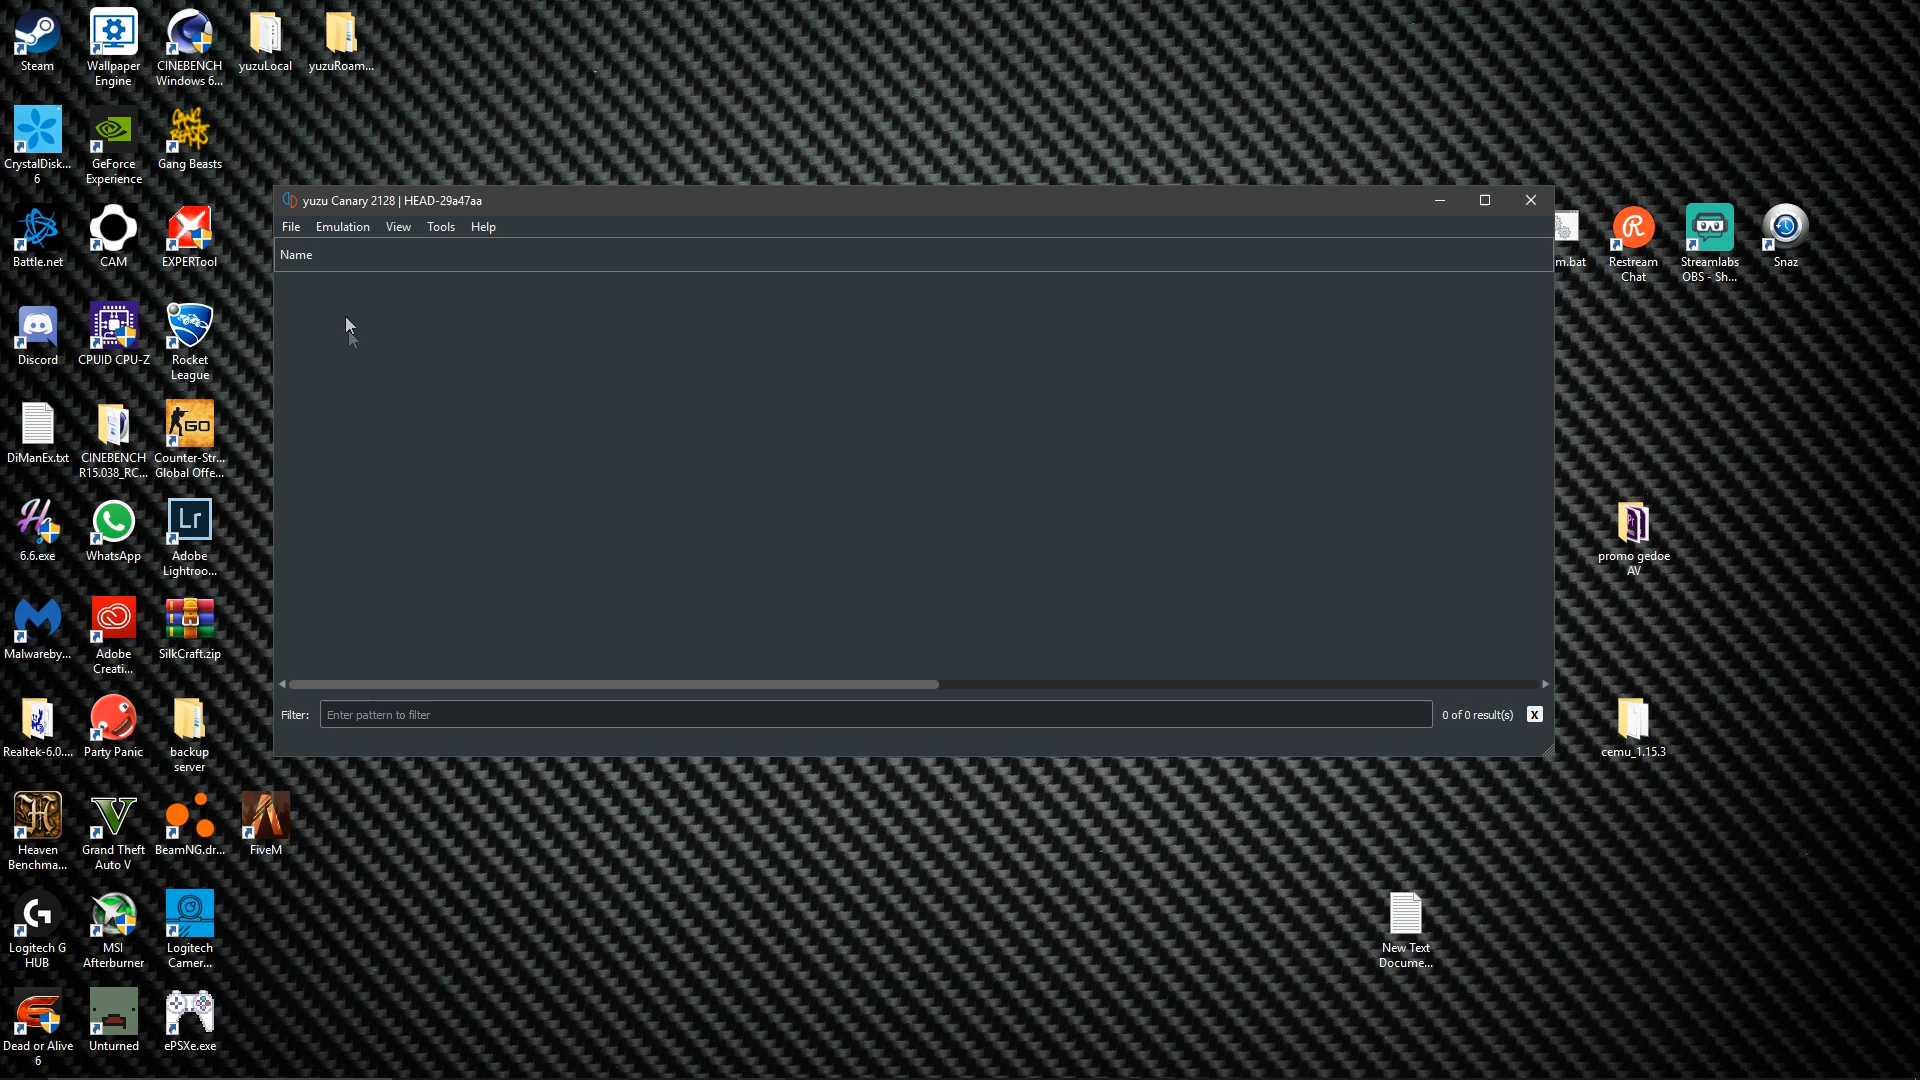 Steam
Wallpaper
Engine
CINEBENCH
Windows 6...
yuzuLocal
yuzuRoam...
CrystalDisk...
6
GeForce
Experience
Gang Beasts
GANG
BEASTS
Battle.net
CAM
EXPERTool
Discord
CPUID CPU-Z
Rocket
League
DiManEx.txt
CINEBENCH
R15.038_RC...
GO
Counter-Str...
Global Offe...
6.6.exe
WhatsApp
Lr
Adobe
Lightroo...
Malwareby...
Adobe
Creati...
SilkCraft.zip
Realtek-6.0....
Party Panic
backup
server
Heaven
Benchma...
Grand Theft
Auto V
BeamNG.dr...
FiveM
Logitech G
HUB
MSI
Afterburner
Logitech
Camer...
Dead or Alive
6
Unturned
ePSXe.exe
yuzu Canary 2128 | HEAD-29a47aa
File Emulation View Tools Help
Name
Filter: Enter pattern to filter 0 of 0 result(s) X
m.bat
Restream
Chat
Streamlabs
OBS - Sh...
Snaz
Pr
promo gedoe
AV
cemu_1.15.3
New Text
Docume...